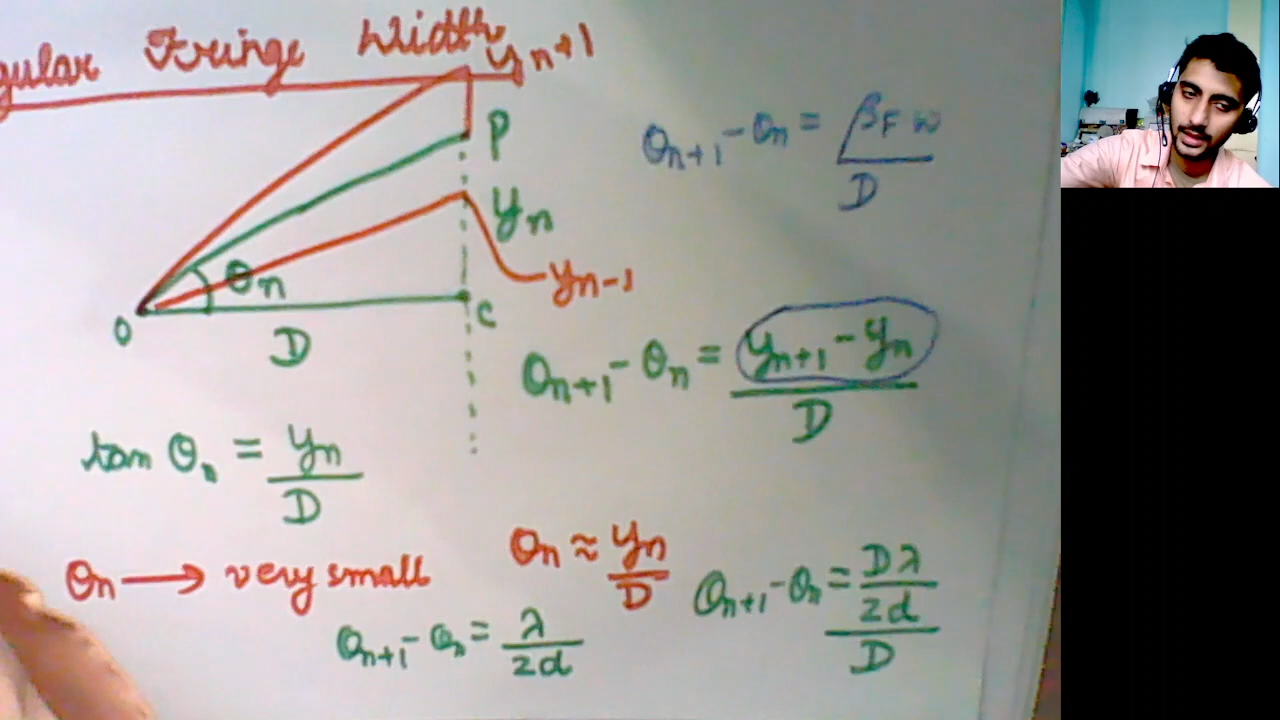 gular Fringe Width
yn+1
P
yn
θn
yn-1
O
D
C
θn+1 - θn = βFW / D
θn+1 - θn = yn+1 - yn / D
tan θn = yn / D
θn → very small
θn ≈ yn / D
θn+1 - θn = Dλ / 2d / D
θn+1 - θn = λ / 2d